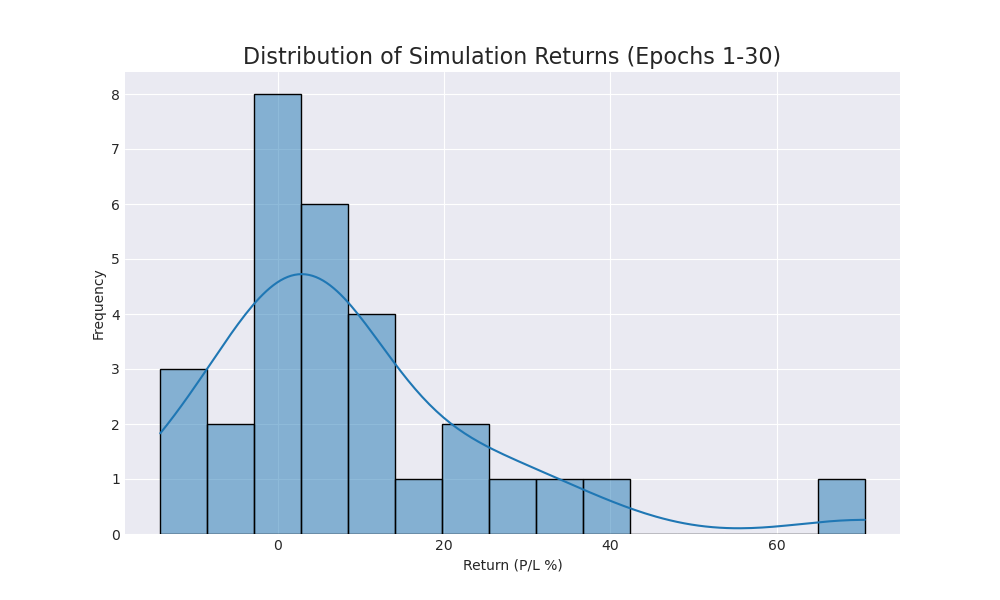 Distribution of Simulation Returns (Epochs 1-30)
8
7
6
5
4
3
2
1
0
Frequency
0 20 40 60
Return (P/L %)